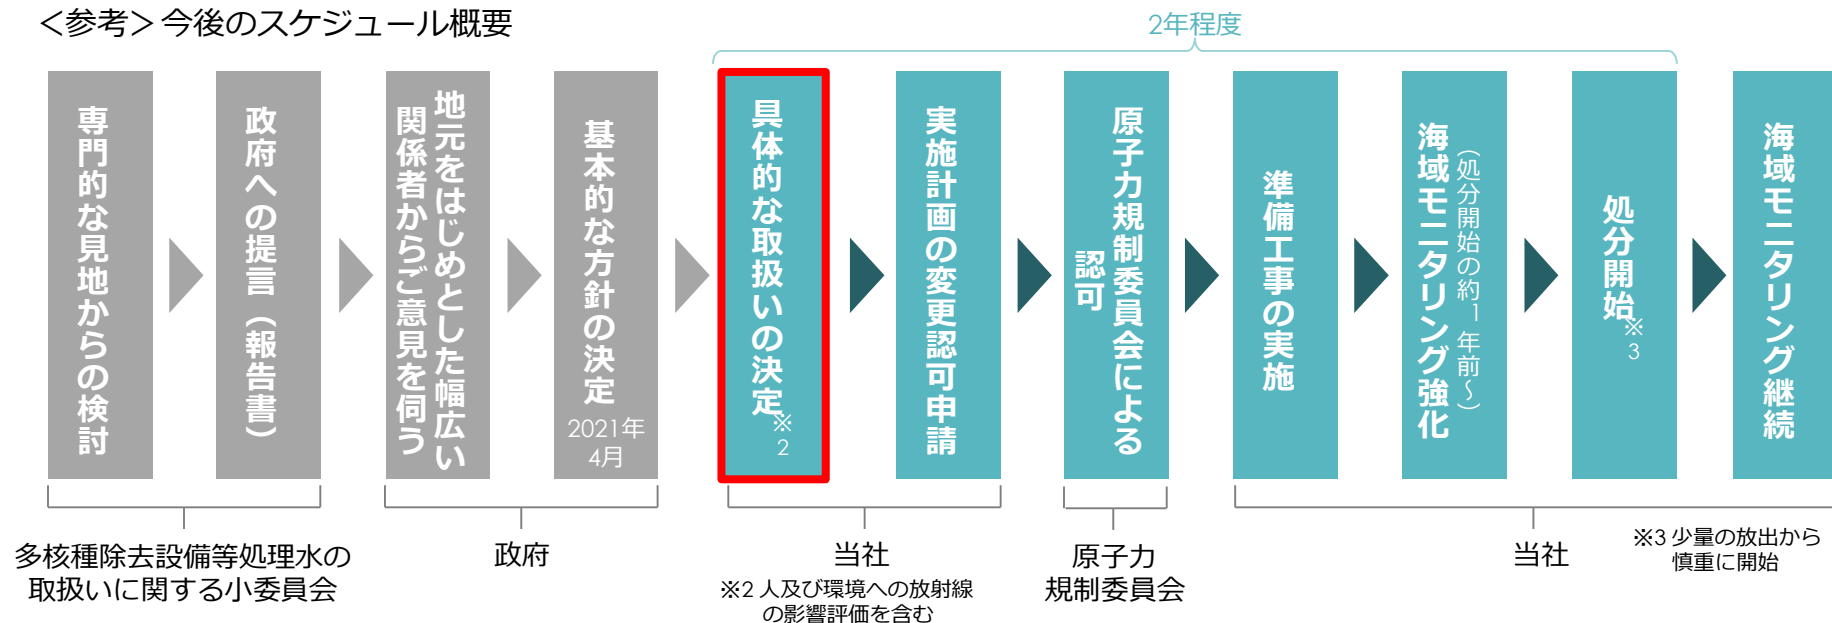 ＜参考＞今後のスケジュール概要
2年程度
専門的な見地からの検討
政府への提言（報告書）
地元をはじめとした幅広い
関係者からご意見を伺う
基本的な方針の決定
2021年
4月
具体的な取扱いの決定※2
実施計画の変更認可申請
原子力規制委員会による
認可
準備工事の実施
（処分開始の約1年前～）
海域モニタリング強化
処分開始※3
海域モニタリング継続
多核種除去設備等処理水の
取扱いに関する小委員会
政府
当社
※2 人及び環境への放射線
の影響評価を含む
原子力
規制委員会
当社
※3 少量の放出から
慎重に開始